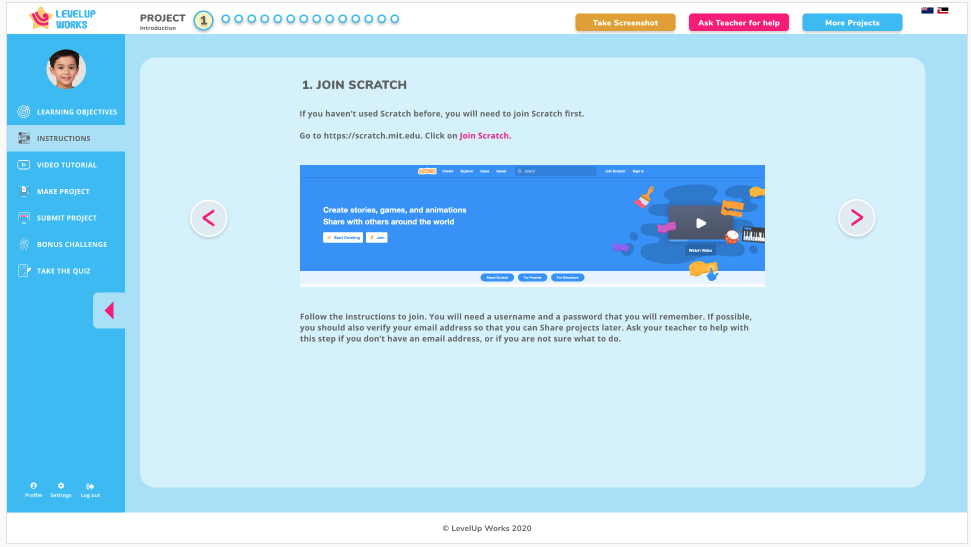 LEVELUP
WORKS
PROJECT
Introduction
1
Take Screenshot
Ask Teacher for help
More Projects
LEARNING OBJECTIVES
INSTRUCTIONS
VIDEO TUTORIAL
MAKE PROJECT
SUBMIT PROJECT
BONUS CHALLENGE
TAKE THE QUIZ
Profile
Settings
Log out
1. JOIN SCRATCH
If you haven't used Scratch before, you will need to join Scratch first.
Go to https://scratch.mit.edu. Click on Join Scratch.
Create Explore Ideas About Search Join Scratch Sign in
Create stories, games, and animations
Share with others around the world
Start Creating
Join
Watch Video
About Scratch
For Parents
For Educators
<
>
Follow the instructions to join. You will need a username and a password that you will remember. If possible,
you should also verify your email address so that you can Share projects later. Ask your teacher to help with
this step if you don't have an email address, or if you are not sure what to do.
© LevelUp Works 2020